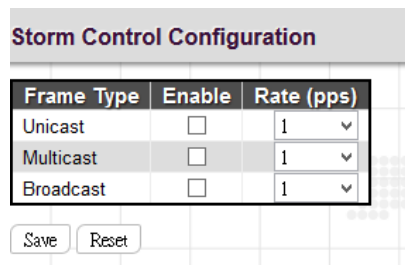 Storm Control Configuration
Frame Type Enable Rate (pps)
Unicast 1
Multicast 1
Broadcast 1
Save Reset